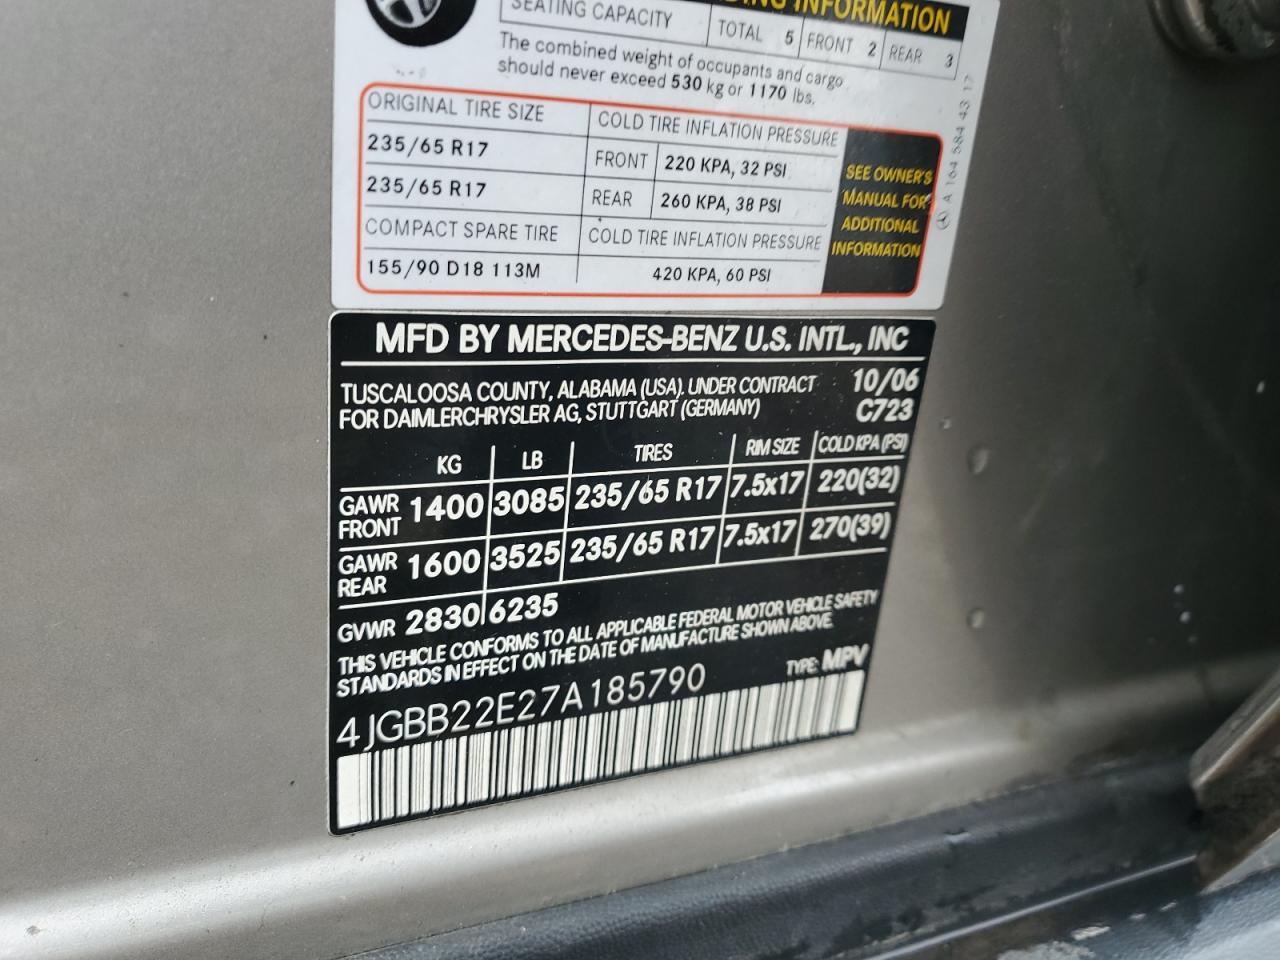 DING INFORMATION
SEATING CAPACITY TOTAL 5 FRONT 2 REAR 3
The combined weight of occupants and cargo
should never exceed 530 kg or 1170 lbs.
ORIGINAL TIRE SIZE COLD TIRE INFLATION PRESSURE
235/65 R17 FRONT 220 KPA, 32 PSI
235/65 R17 REAR 260 KPA, 38 PSI
COMPACT SPARE TIRE COLD TIRE INFLATION PRESSURE
155/90 D18 113M 420 KPA, 60 PSI
SEE OWNER'S
MANUAL FOR
ADDITIONAL
INFORMATION
A 164 584 43 17
MFD BY MERCEDES-BENZ U.S. INTL., INC
TUSCALOOSA COUNTY, ALABAMA (USA). UNDER CONTRACT 10/06
FOR DAIMLERCHRYSLER AG, STUTTGART (GERMANY) C723
KG LB TIRES RIM SIZE COLD KPA (PSI)
GAWR FRONT 1400 3085 235/65 R17 7.5x17 220(32)
GAWR REAR 1600 3525 235/65 R17 7.5x17 270(39)
GVWR 2830 6235
THIS VEHICLE CONFORMS TO ALL APPLICABLE FEDERAL MOTOR VEHICLE SAFETY
STANDARDS IN EFFECT ON THE DATE OF MANUFACTURE SHOWN ABOVE.
4JGBB22E27A185790 TYPE: MPV